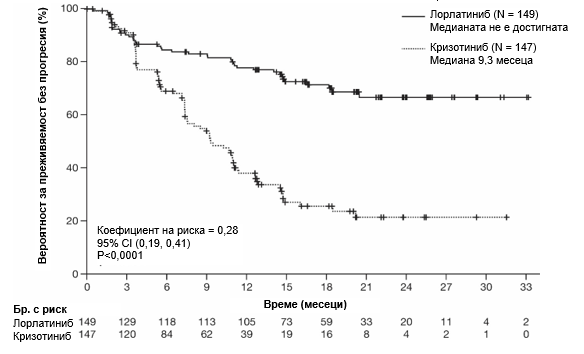 Лорлатиниб (N = 149)
Медианата не е достигната
Кризотиниб (N = 147)
Медиана 9,3 месеца
Вероятност за преживяемост без прогресия (%)
100
80
60
40
20
0
Коефициент на риска = 0,28
95% CI (0,19, 0,41)
P<0,0001
0 3 6 9 12 15 18 21 24 27 30 33
Време (месеци)
Бр. с риск
Лорлатиниб 149 129 118 113 105 73 59 33 20 11 4 2
Кризотиниб 147 120 84 62 39 19 16 8 4 2 1 0